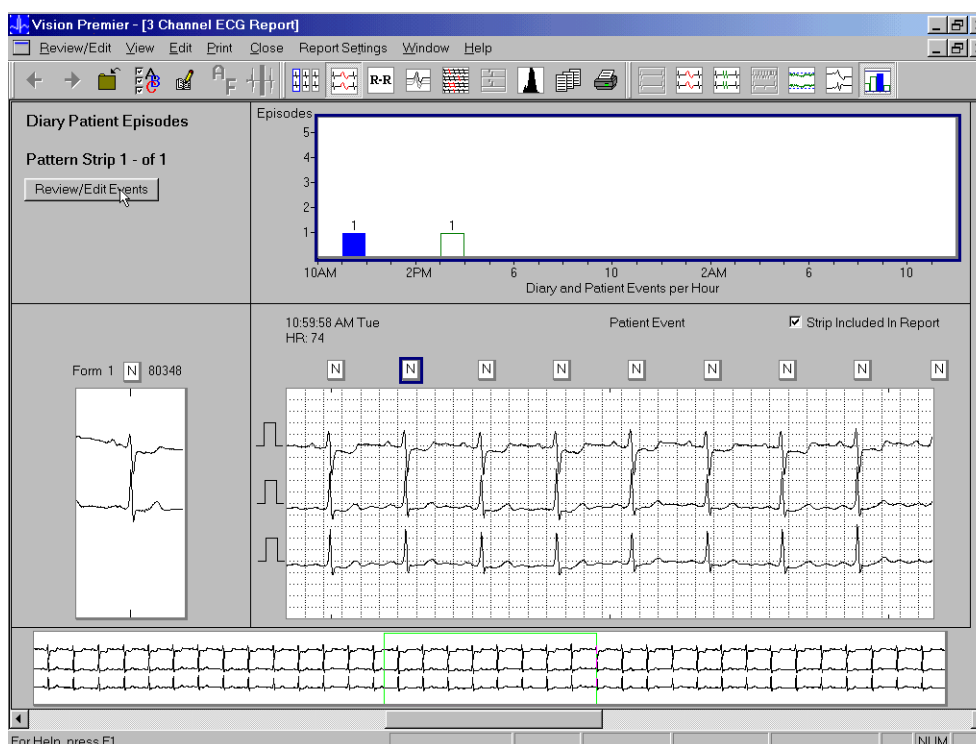 Vision Premier - [3 Channel ECG Report]
Review/Edit View Edit Print Close Report Settings Window Help
R-R
Diary Patient Episodes
Pattern Strip 1 - of 1
Review/Edit Events
Episodes
5
4
3
2
1
1 1
10AM 2PM 6 10 2AM 6 10
Diary and Patient Events per Hour
10:59:58 AM Tue Patient Event Strip Included In Report
HR: 74
Form 1 N 80348
N N N N N N N N N
For Help, press F1 NUM